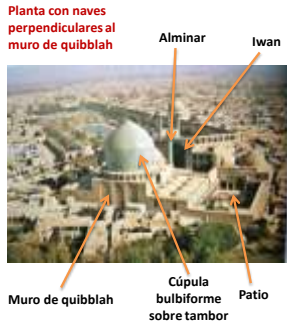 Planta con naves
perpendiculares al
muro de quibblah
Alminar
Iwan
Muro de quibblah
Cúpula
bulbiforme
sobre tambor
Patio